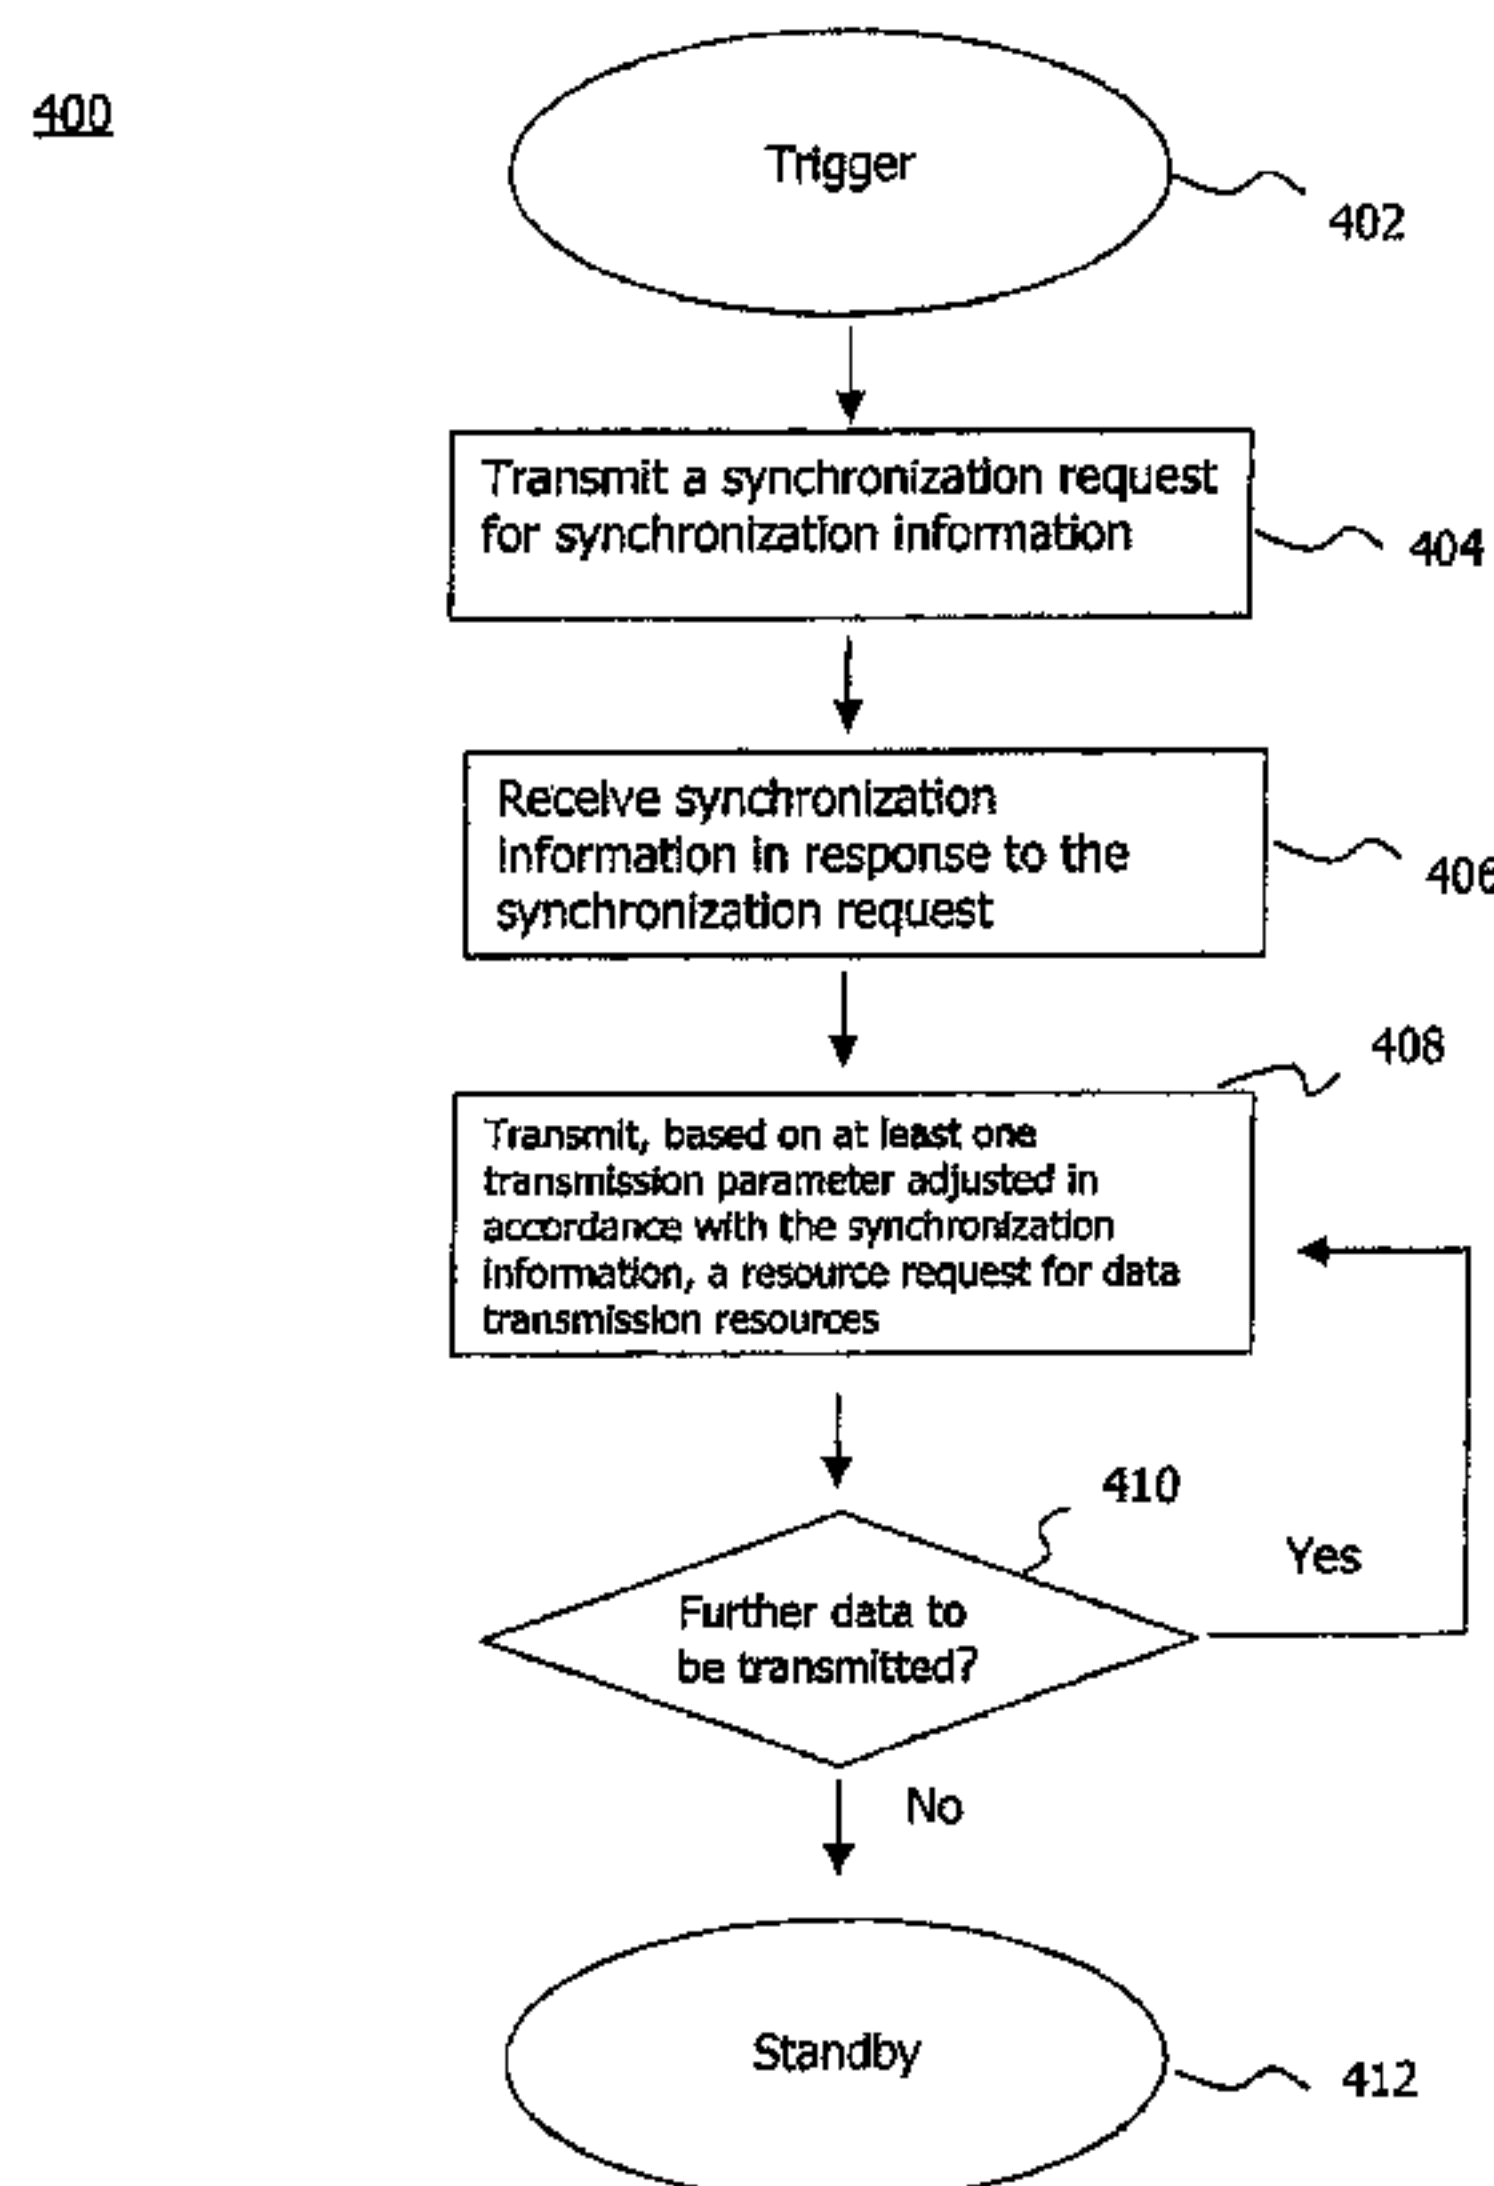 400
Trigger
402
Transmit a synchronization request
for synchronization information
404
Receive synchronization
information in response to the
synchronization request
406
408
Transmit, based on at least one
transmission parameter adjusted in
accordance with the synchronization
information, a resource request for data
transmission resources
410
Yes
Further data to
be transmitted?
No
Standby
412